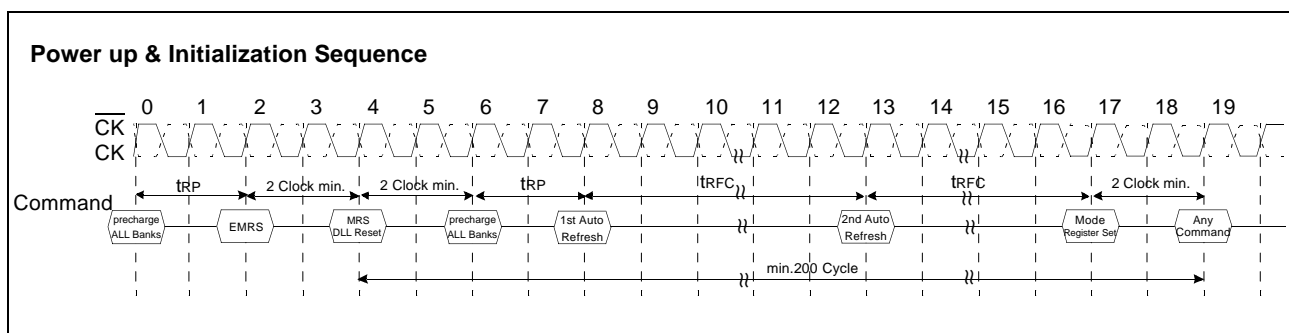 Power up & Initialization Sequence
0 1 2 3 4 5 6 7 8 9 10 11 12 13 14 15 16 17 18 19
CK
CK
tRP 2 Clock min. 2 Clock min. tRP tRFC tRFC 2 Clock min.
Command
precharge
ALL Banks
EMRS
MRS
DLL Reset
precharge
ALL Banks
1st Auto
Refresh
2nd Auto
Refresh
Mode
Register Set
Any
Command
min.200 Cycle